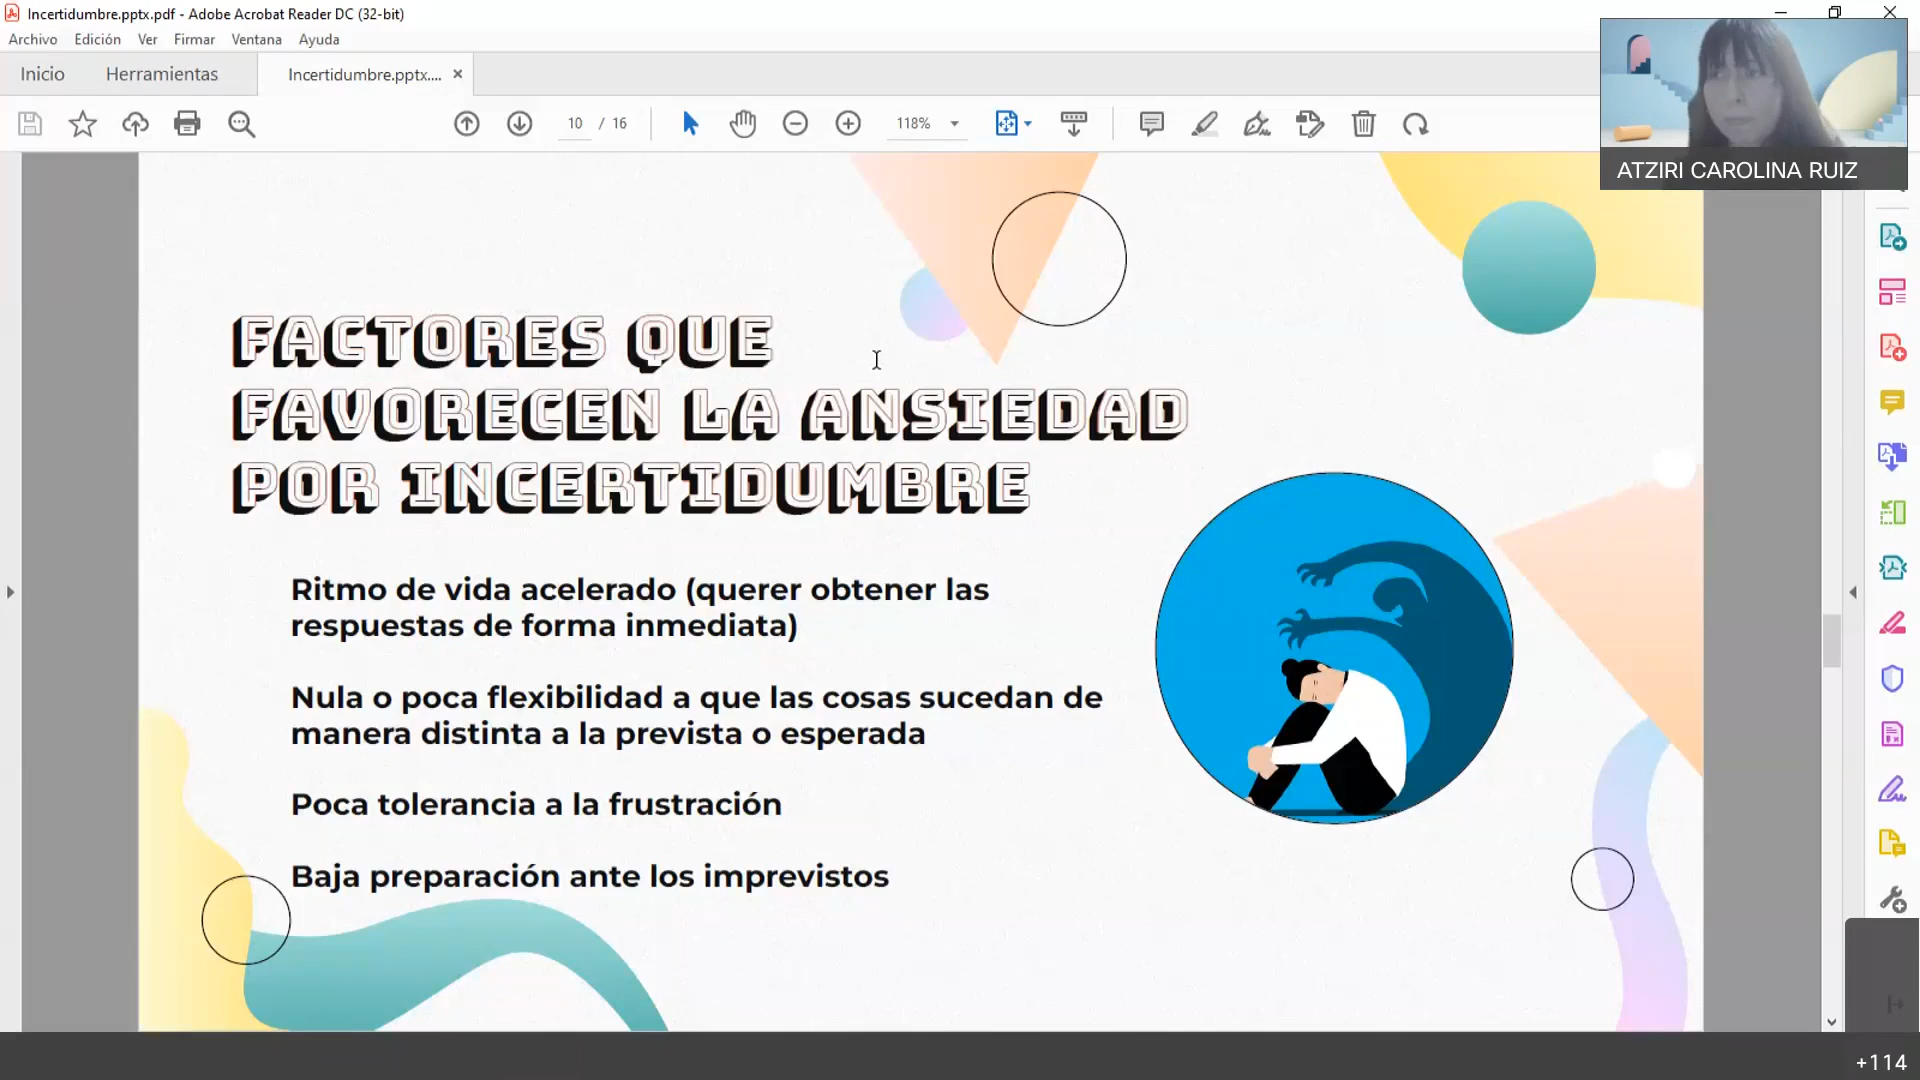 Incertidumbre.pptx.pdf - Adobe Acrobat Reader DC (32-bit)
Archivo Edición Ver Firmar Ventana Ayuda
Inicio Herramientas Incertidumbre.pptx....
10 / 16 118%
ATZIRI CAROLINA RUIZ
FACTORES QUE
FAVORECEN LA ANSIEDAD
POR INCERTIDUMBRE
Ritmo de vida acelerado (querer obtener las
respuestas de forma inmediata)
Nula o poca flexibilidad a que las cosas sucedan de
manera distinta a la prevista o esperada
Poca tolerancia a la frustración
Baja preparación ante los imprevistos
+114